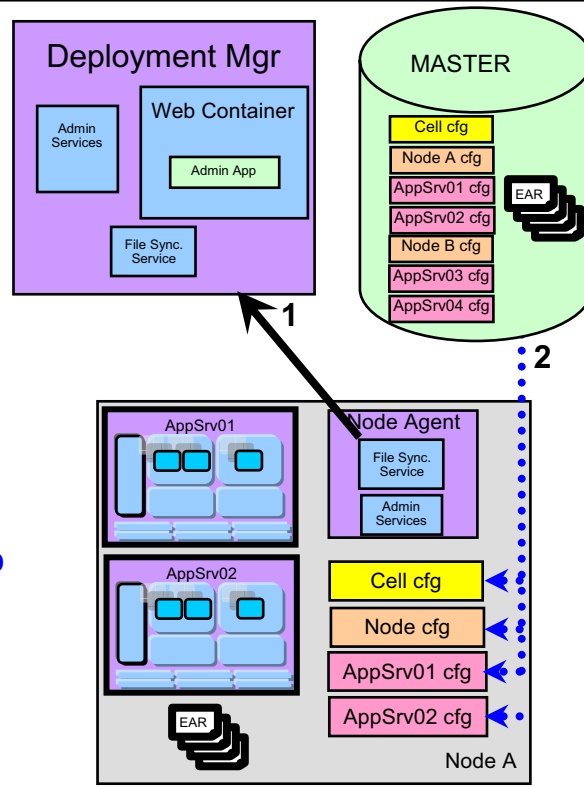 Deployment Mgr
Admin
Services
Web Container
Admin App
File Sync.
Service
MASTER
Cell cfg
Node A cfg
AppSrv01 cfg
AppSrv02 cfg
Node B cfg
AppSrv03 cfg
AppSrv04 cfg
EAR
1
2
AppSrv01
Node Agent
File Sync.
Service
Admin
Services
AppSrv02
Cell cfg
Node cfg
AppSrv01 cfg
AppSrv02 cfg
EAR
Node A